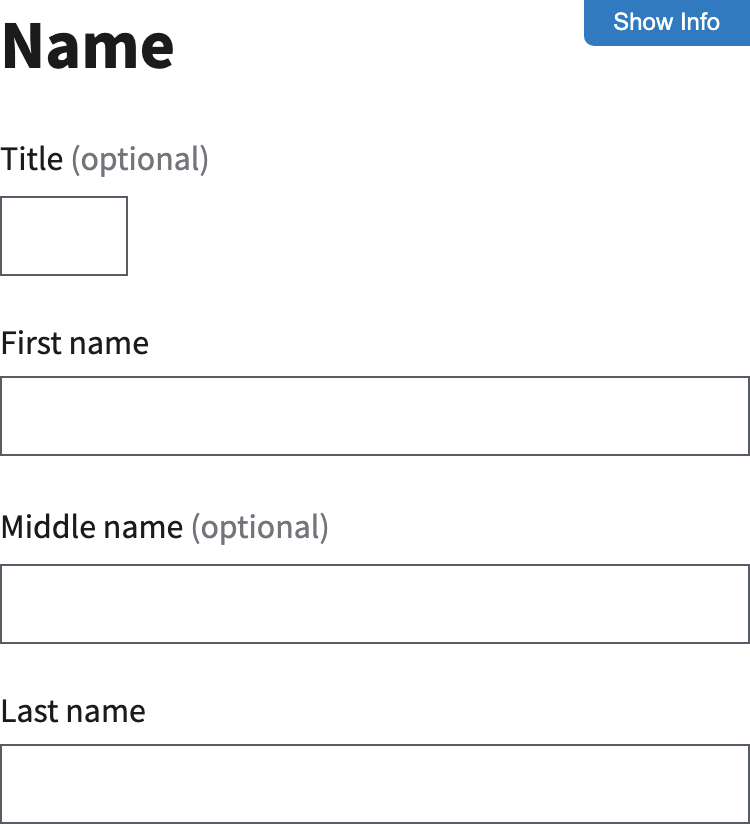 Show Info
Name
Title (optional)
First name
Middle name (optional)
Last name